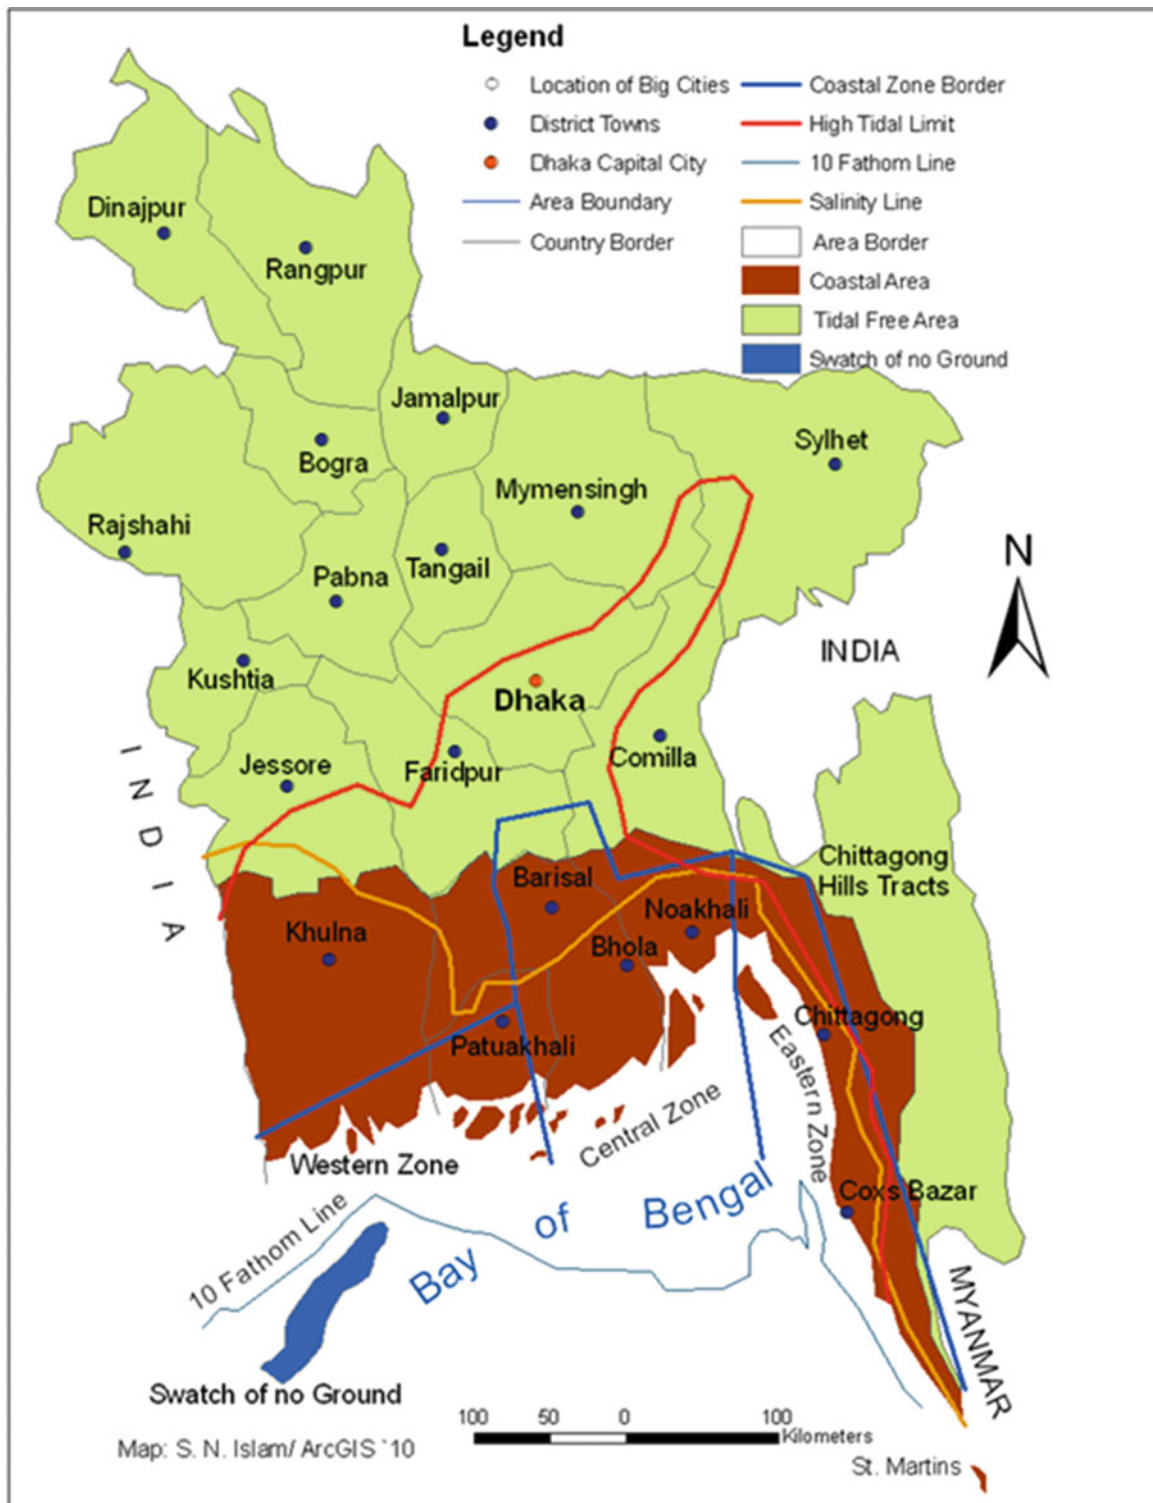 Legend
Location of Big Cities
District Towns
Dhaka Capital City
Area Boundary
Country Border
Coastal Zone Border
High Tidal Limit
10 Fathom Line
Salinity Line
Area Border
Coastal Area
Tidal Free Area
Swatch of no Ground
Dinajpur
Rangpur
Jamalpur
Sylhet
Bogra
Mymensingh
Rajshahi
Tangail
Pabna
N
INDIA
Kushtia
Dhaka
INDIA
Jessore
Faridpur
Comilla
Chittagong
Hills Tracts
Barisal
Noakhali
Khulna
Bhola
Chittagong
Patuakhali
Eastern Zone
Central Zone
Western Zone
Coxs Bazar
10 Fathom Line
Bay of Bengal
MYANMAR
Swatch of no Ground
100 50 0 100
Kilometers
Map: S. N. Islam/ ArcGIS `10
St. Martins